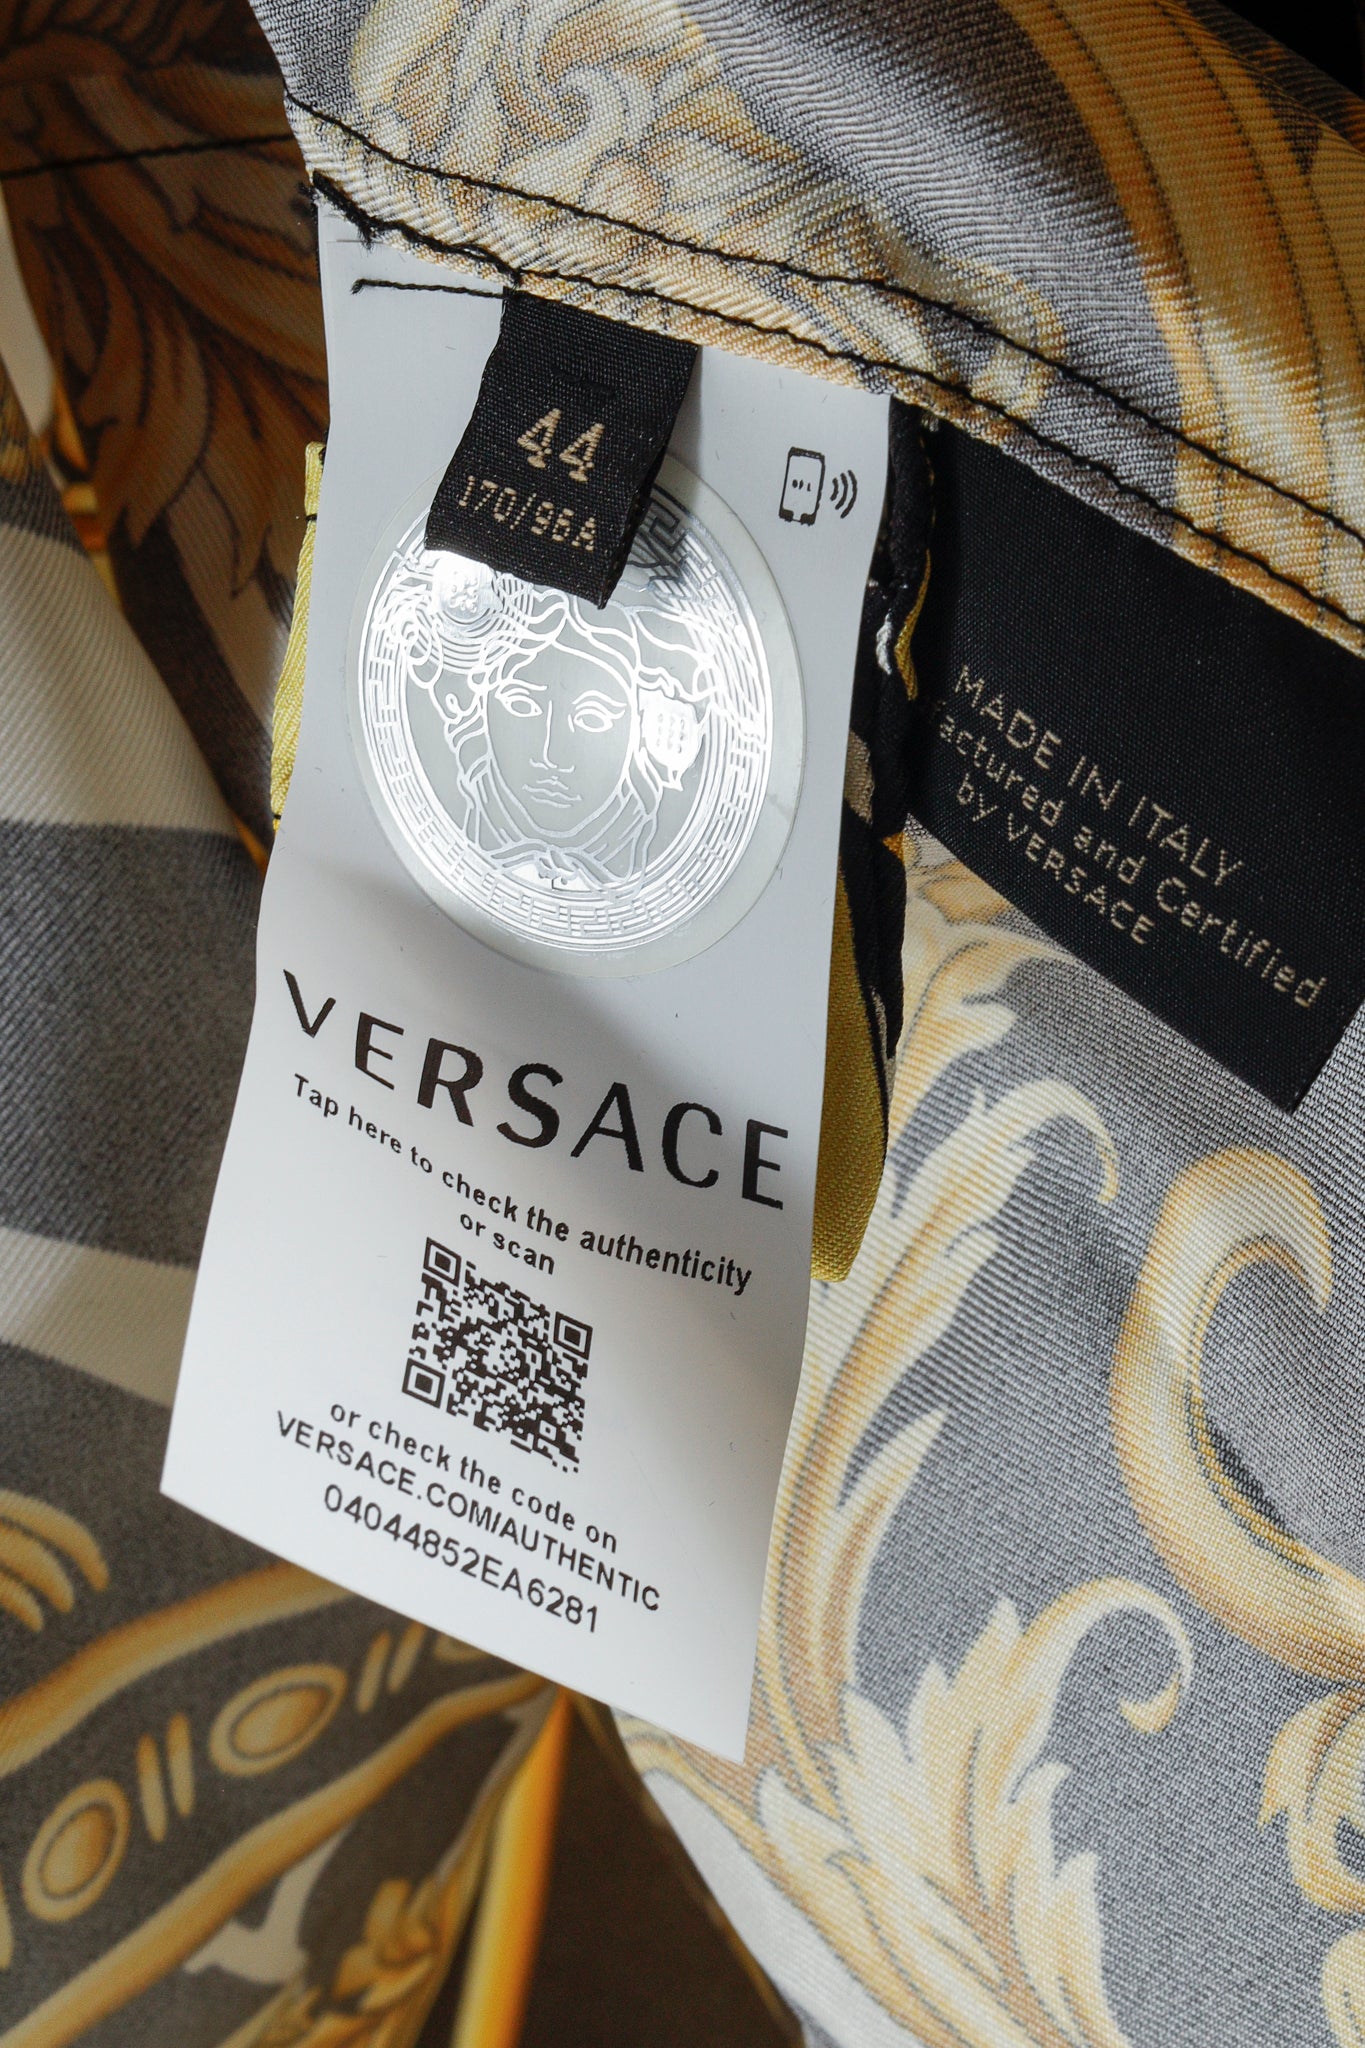 44
170/96A
VERSACE
Tap here to check the authenticity
or scan
or check the code on
VERSACE.COM/AUTHENTIC
04044852EA6281
MADE IN ITALY
actured and Certified
by VERSACE